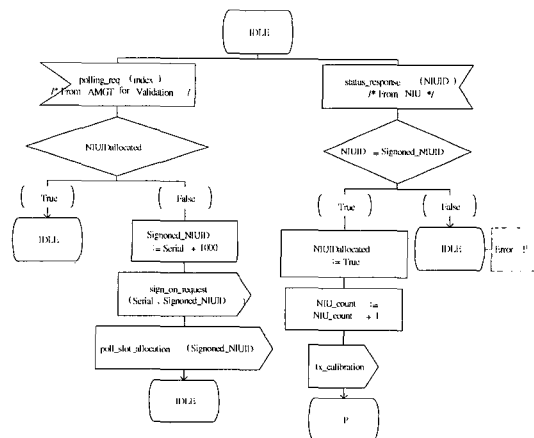 IDLE
polling_req (index)
/* From AMGT for Validation /
status_response (NIUID)
/* From NIU */
NIUIDallocated
NIUID = Signoned_NIUID
( True )
( False )
( True )
( False )
IDLE
Signoned_NIUID
:= Serial + 1000
NIUIDallocated
:= True
IDLE
Error !!
sign_on_request
(Serial, Signoned_NIUID )
NIU_count :=
NIU_count + 1
poll_slot_allocation (Signoned_NIUID
tx_calibration
IDLE
P